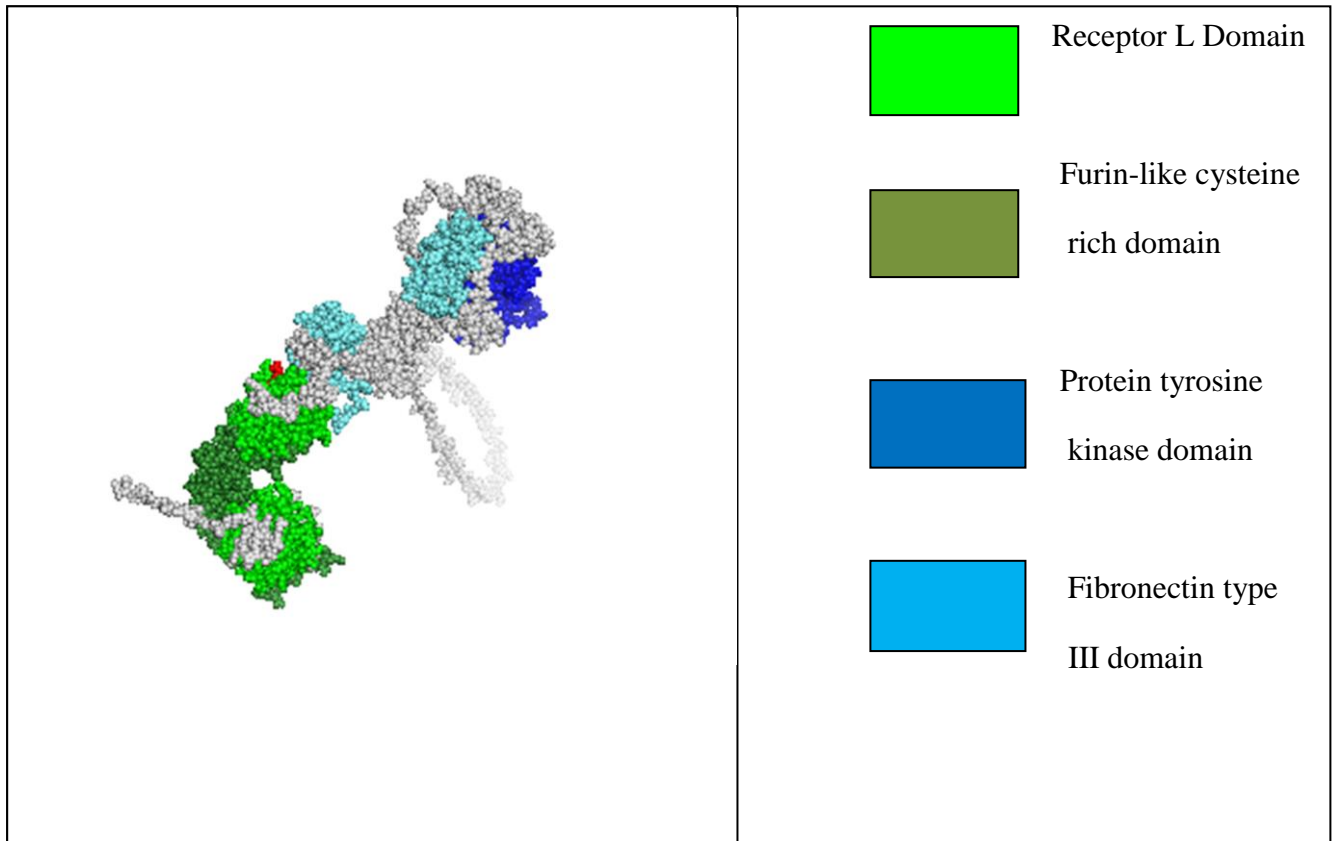 Receptor L Domain
Furin-like cysteine
rich domain
Protein tyrosine
kinase domain
Fibronectin type
III domain